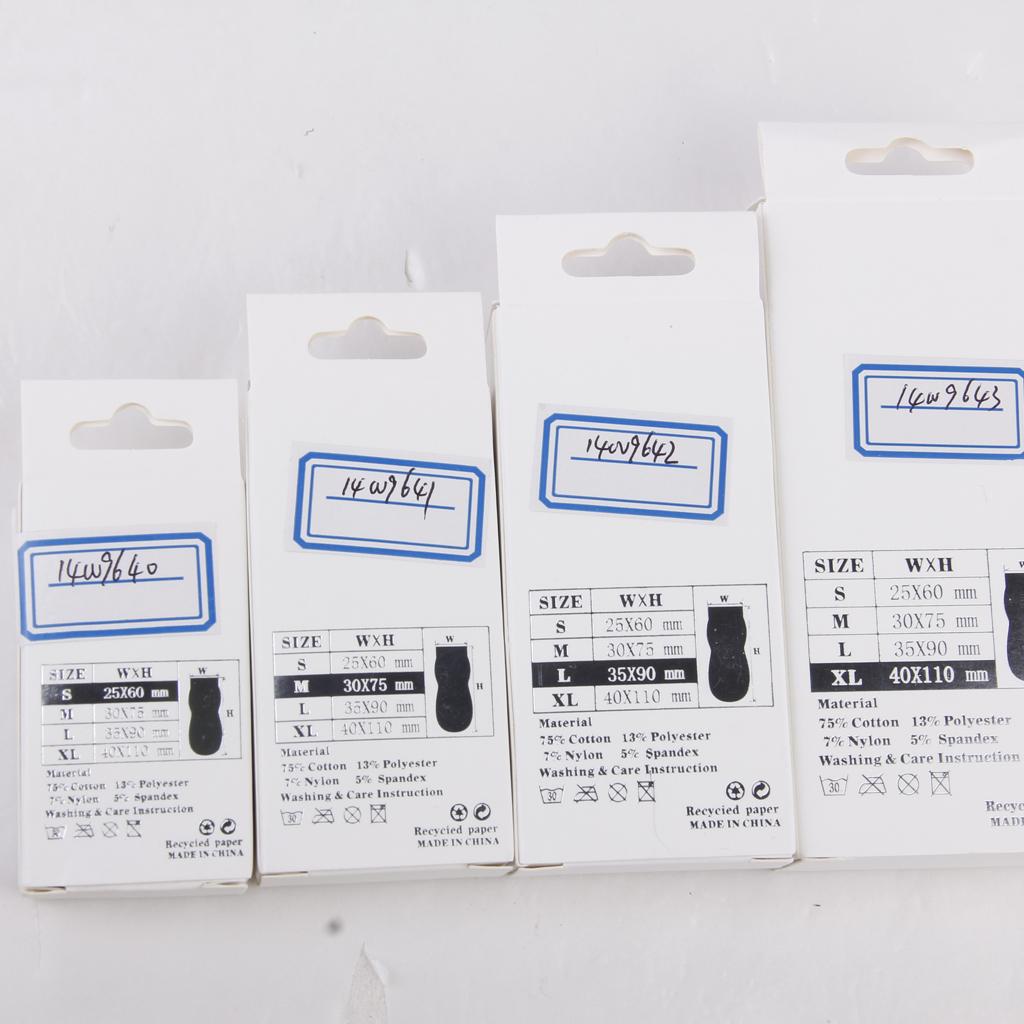 14W9640
SIZE WXH
S 25X60 mm
M 30X75 mm
L 35X90 mm
XL 40X110 mm
W
H
Material
75% Cotton 13% Polyester
7% Nylon 5% Spandex
Washing & Care Instruction
30
Recycled paper
MADE IN CHINA
14W9641
SIZE WXH
S 25X60 mm
M 30X75 mm
L 35X90 mm
XL 40X110 mm
W
H
Material
75% Cotton 13% Polyester
7% Nylon 5% Spandex
Washing & Care Instruction
30
Recycled paper
MADE IN CHINA
14W9642
SIZE WXH
S 25X60 mm
M 30X75 mm
L 35X90 mm
XL 40X110 mm
W
H
Material
75% Cotton 13% Polyester
7% Nylon 5% Spandex
Washing & Care Instruction
30
Recycled paper
MADE IN CHINA
14W9643
SIZE WXH
S 25X60 mm
M 30X75 mm
L 35X90 mm
XL 40X110 mm
W
Material
75% Cotton 13% Polyester
7% Nylon 5% Spandex
Washing & Care Instruction
30